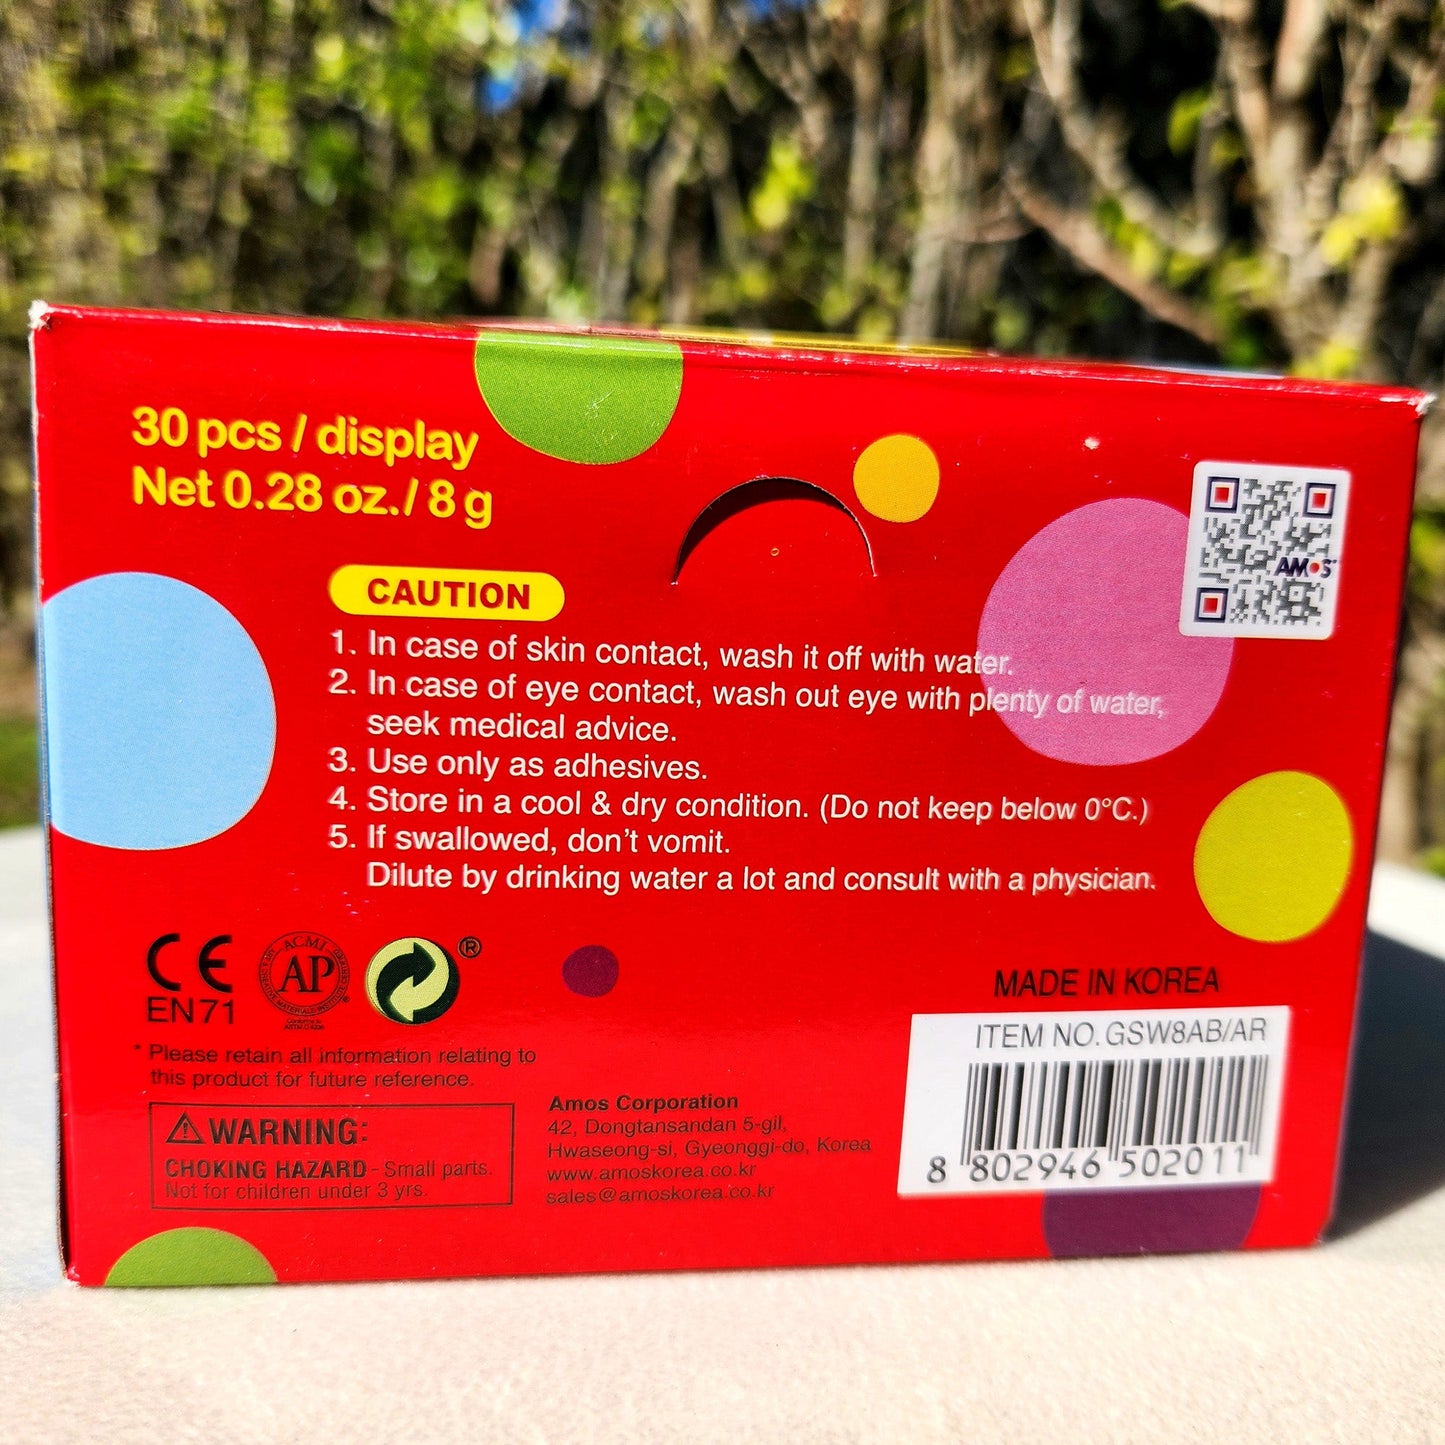 30 pcs / display
Net 0.28 oz. / 8 g
AMOS
CAUTION
1. In case of skin contact, wash it off with water.
2. In case of eye contact, wash out eye with plenty of water,
seek medical advice.
3. Use only as adhesives.
4. Store in a cool & dry condition. (Do not keep below 0°C.)
5. If swallowed, don't vomit.
Dilute by drinking water a lot and consult with a physician.
CE
EN71
ACMI
AP
®
* Please retain all information relating to
this product for future reference.
⚠WARNING:
CHOKING HAZARD - Small parts.
Not for children under 3 yrs.
Amos Corporation
42, Dongtansandan 5-gil,
Hwaseong-si, Gyeonggi-do, Korea
www.amoskorea.co.kr
sales@amoskorea.co.kr
MADE IN KOREA
ITEM NO. GSW8AB/AR
8 802946 502011